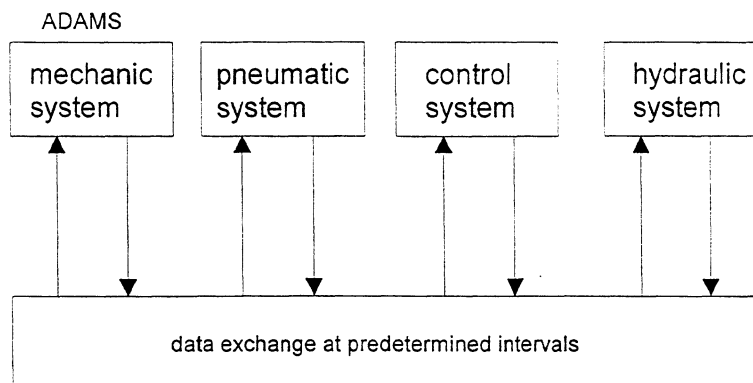 ADAMS
mechanic
system
pneumatic
system
control
system
hydraulic
system
data exchange at predetermined intervals